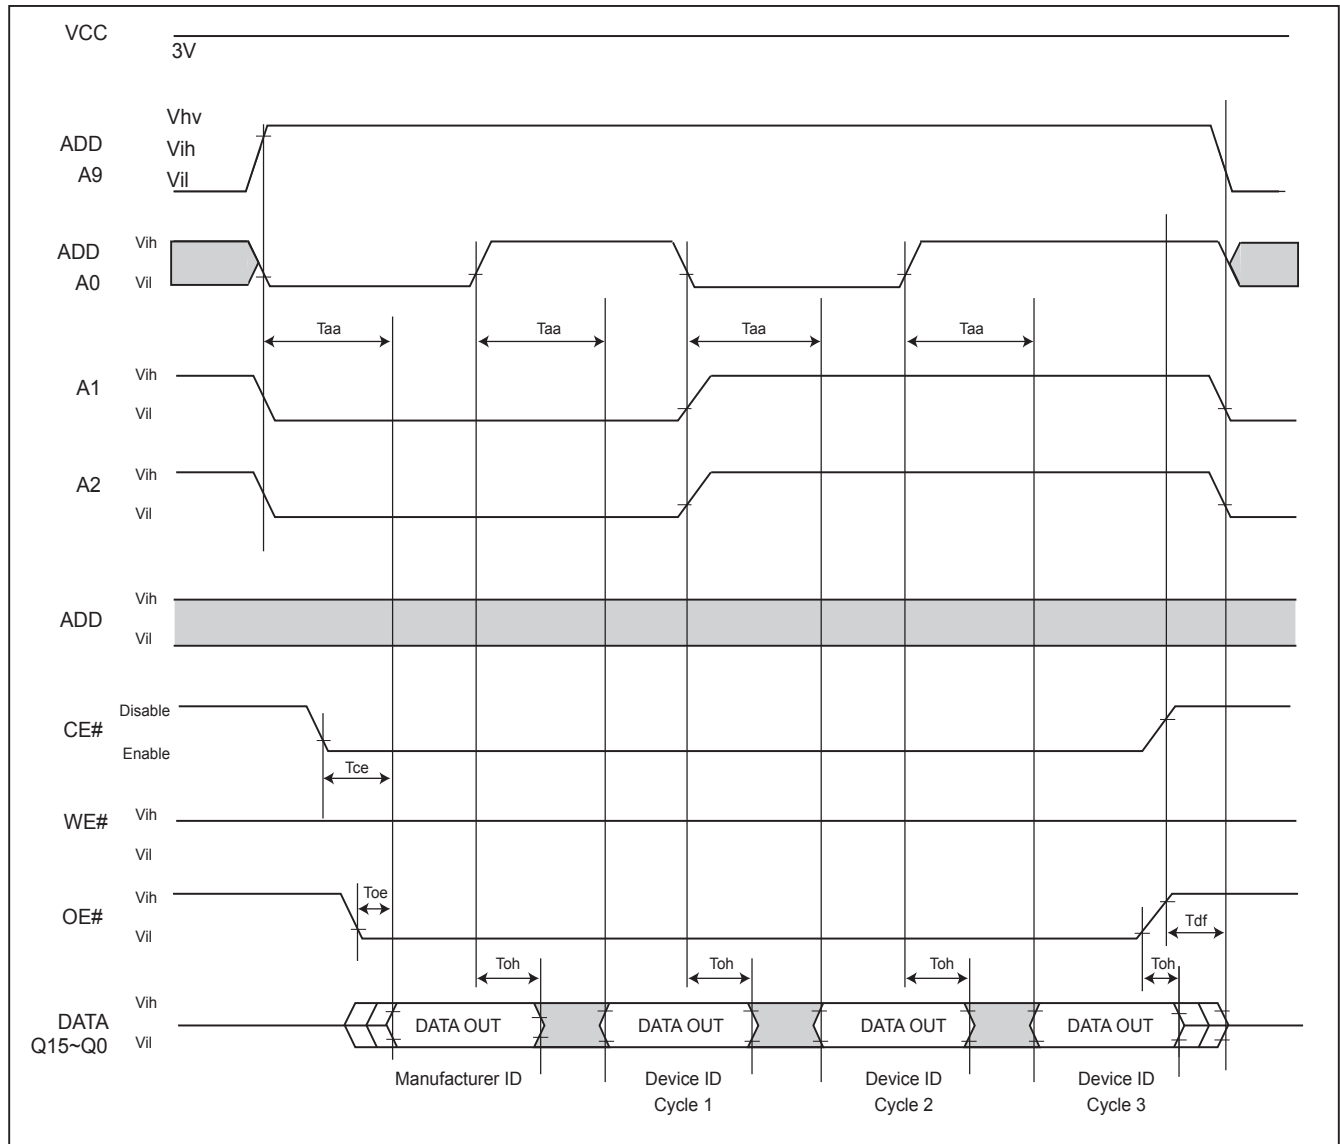 VCC
3V
Vhv
ADD
Vih
A9
Vil
ADD
Vih
A0
Vil
Taa
Taa
Taa
Taa
A1
Vih
Vil
A2
Vih
Vil
ADD
Vih
Vil
CE#
Disable
Enable
Tce
WE#
Vih
Vil
OE#
Vih
Vil
Toe
Tdf
Toh
Toh
Toh
Toh
DATA
Q15~Q0
Vih
Vil
DATA OUT
DATA OUT
DATA OUT
DATA OUT
Manufacturer ID
Device ID
Cycle 1
Device ID
Cycle 2
Device ID
Cycle 3